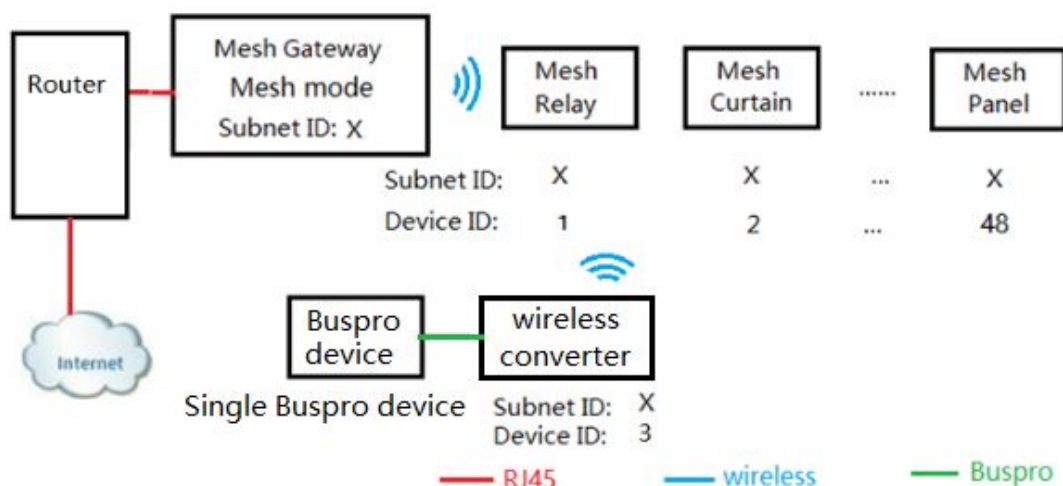 Router
Mesh Gateway
Mesh mode
Subnet ID: X
Mesh
Relay
Mesh
Curtain
......
Mesh
Panel
Subnet ID: X X ... X
Device ID: 1 2 ... 48
Internet
Buspro
device
wireless
converter
Single Buspro device
Subnet ID: X
Device ID: 3
RJ45 wireless Buspro